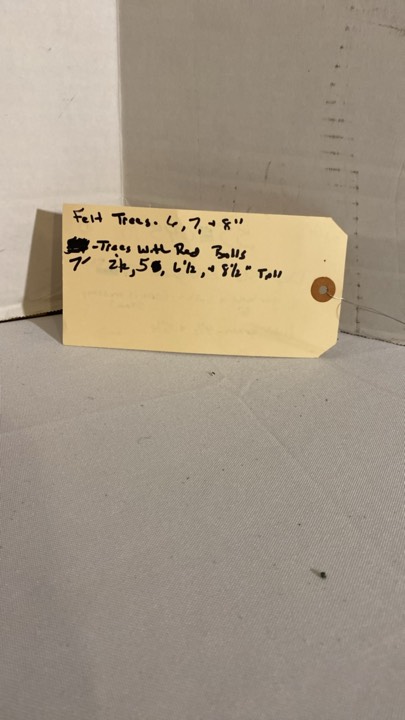 Felt Trees. 6, 7, + 8"
-Trees with Red Balls
7" 2½, 5, 6½, + 8½" Tall